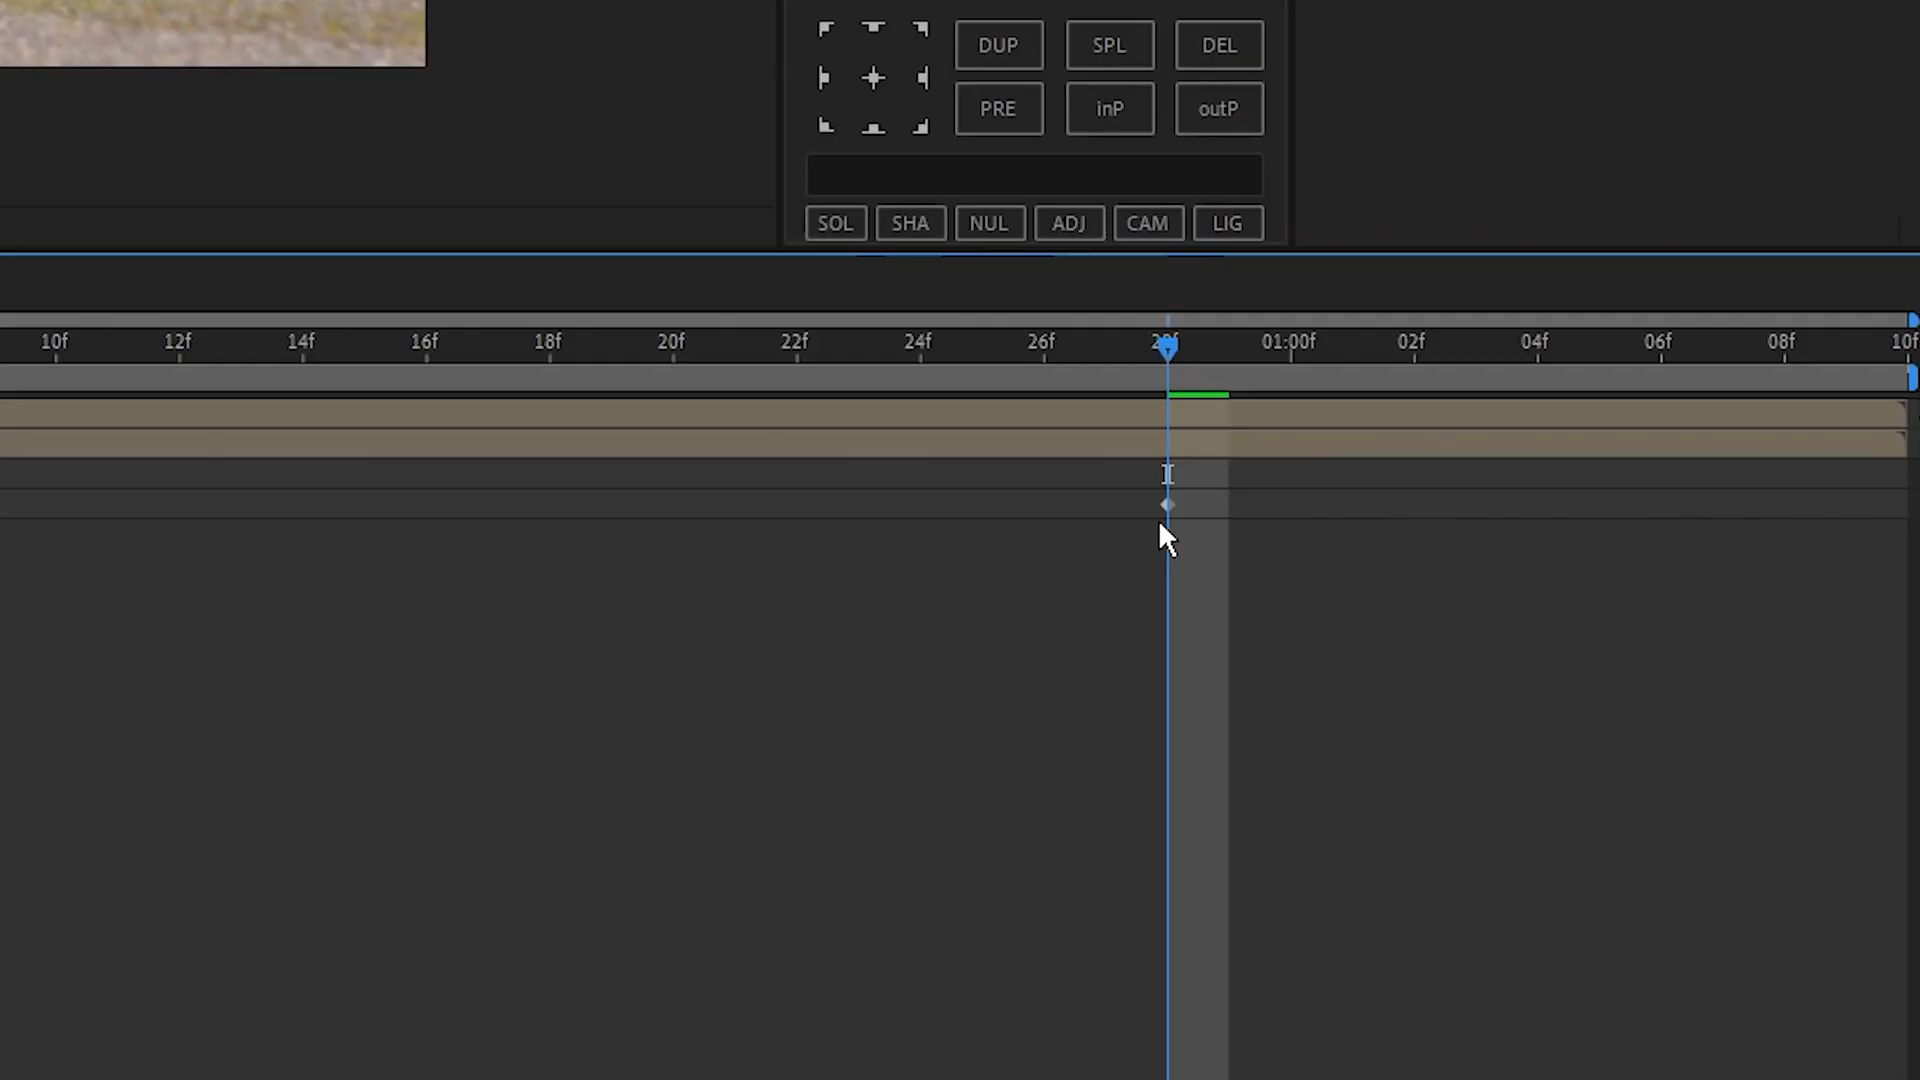 DUP SPL DEL
PRE inP outP
SOL SHA NUL ADJ CAM LIG
10f 12f 14f 16f 18f 20f 22f 24f 26f 01:00f 02f 04f 06f 08f 10f